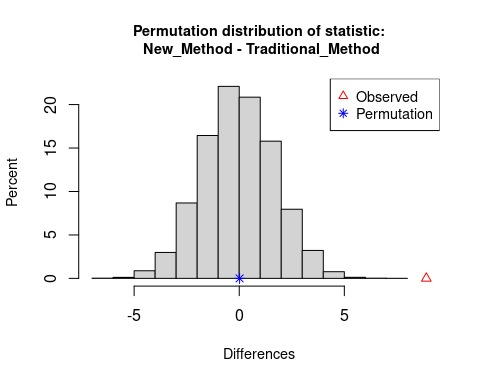 Permutation distribution of statistic:
New_Method - Traditional_Method
Observed
Permutation
Percent
20
15
10
5
0
-5 0 5
Differences